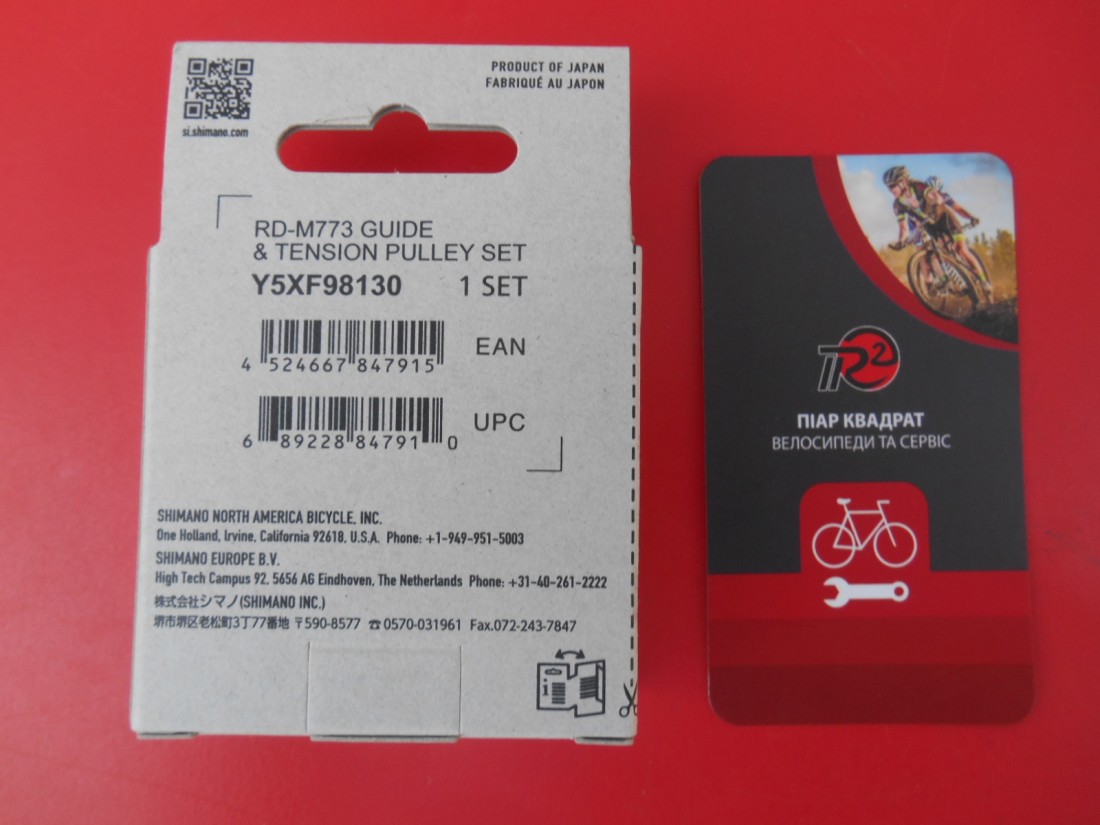 PRODUCT OF JAPAN
FABRIQUÉ AU JAPON
si.shimano.com
RD-M773 GUIDE
& TENSION PULLEY SET
Y5XF98130 1 SET
4 524667 847915 EAN
6 89228 84791 0 UPC
SHIMANO NORTH AMERICA BICYCLE, INC.
One Holland, Irvine, California 92618, U.S.A. Phone: +1-949-951-5003
SHIMANO EUROPE B.V.
High Tech Campus 92, 5656 AG Eindhoven, The Netherlands Phone: +31-40-261-2222
株式会社シマノ(SHIMANO INC.)
堺市堺区老松町3丁77番地 〒590-8577 ☎0570-031961 Fax.072-243-7847
i
ПR2
ПІАР КВАДРАТ
ВЕЛОСИПЕДИ ТА СЕРВІС